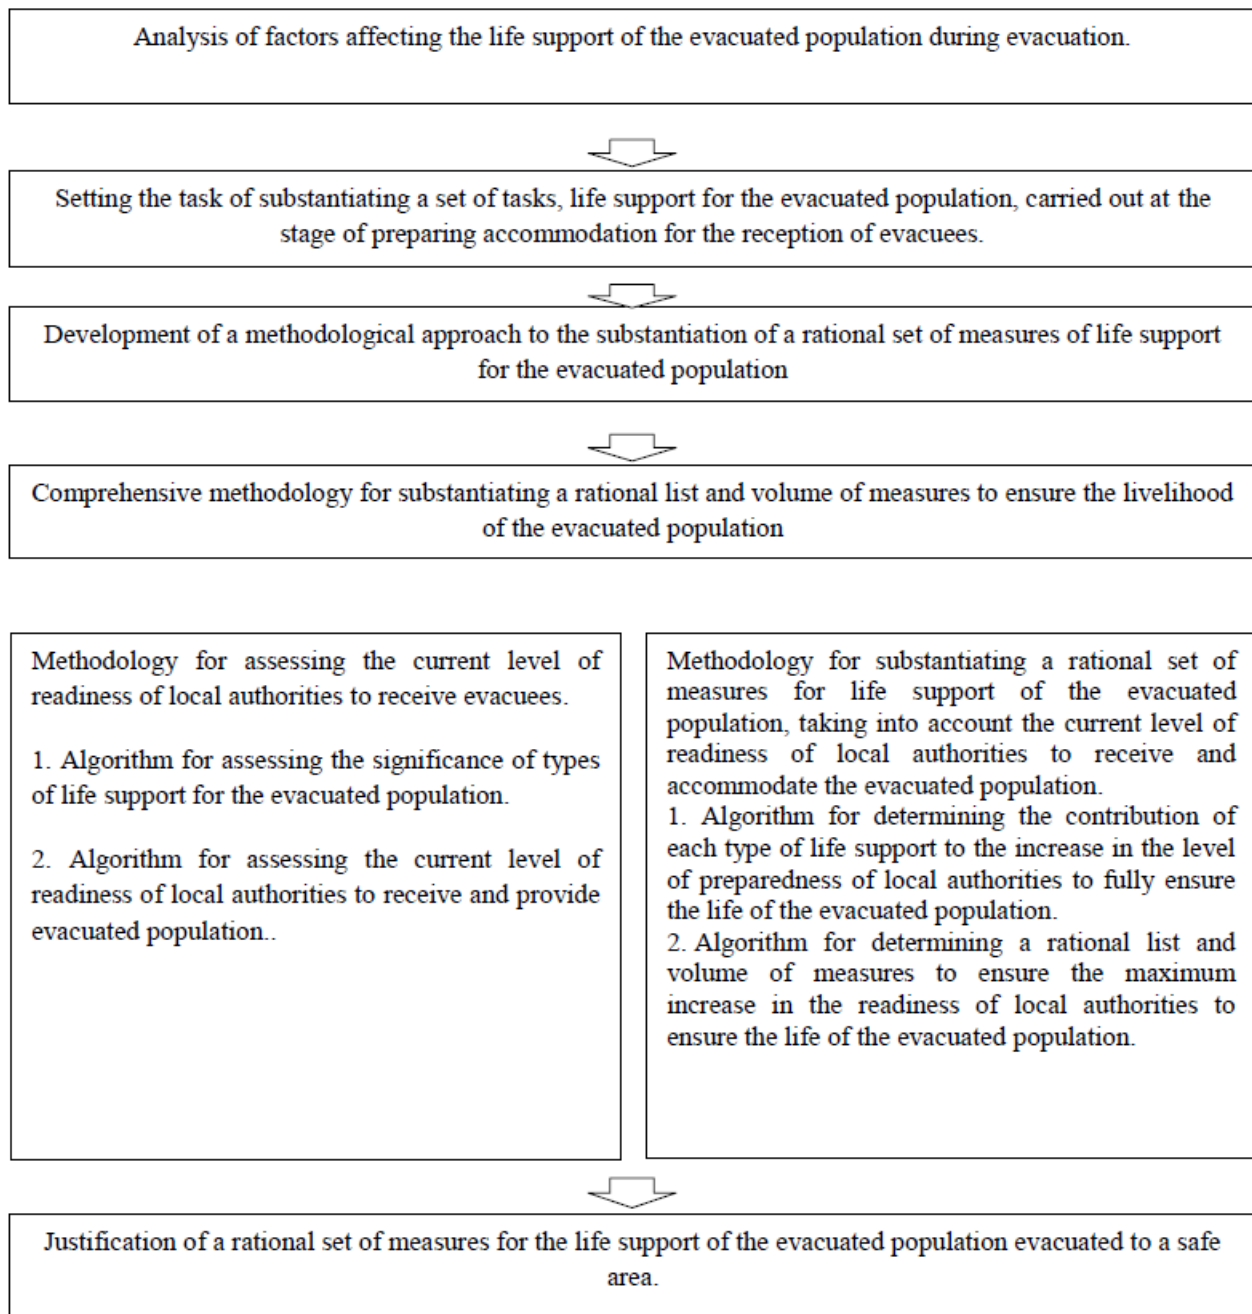 Analysis of factors affecting the life support of the evacuated population during evacuation.
Setting the task of substantiating a set of tasks, life support for the evacuated population, carried out at the
stage of preparing accommodation for the reception of evacuees.
Development of a methodological approach to the substantiation of a rational set of measures of life support
for the evacuated population
Comprehensive methodology for substantiating a rational list and volume of measures to ensure the livelihood
of the evacuated population
Methodology for assessing the current level of
readiness of local authorities to receive evacuees.
1. Algorithm for assessing the significance of types
of life support for the evacuated population.
2. Algorithm for assessing the current level of
readiness of local authorities to receive and provide
evacuated population..
Methodology for substantiating a rational set of
measures for life support of the evacuated
population, taking into account the current level of
readiness of local authorities to receive and
accommodate the evacuated population.
1. Algorithm for determining the contribution of
each type of life support to the increase in the level
of preparedness of local authorities to fully ensure
the life of the evacuated population.
2. Algorithm for determining a rational list and
volume of measures to ensure the maximum
increase in the readiness of local authorities to
ensure the life of the evacuated population.
Justification of a rational set of measures for the life support of the evacuated population evacuated to a safe
area.